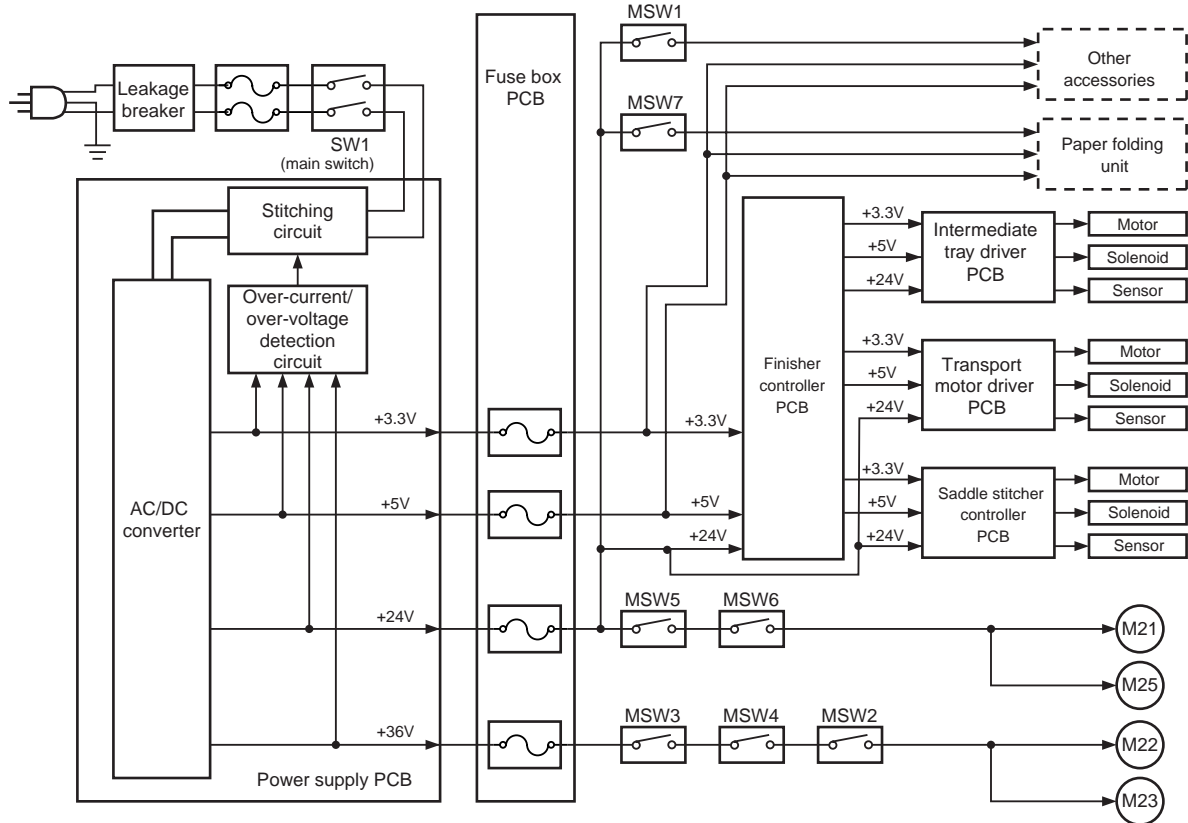 MSW1
Other
accessories
Leakage
breaker
SW1
(main switch)
Fuse box
PCB
MSW7
Paper folding
unit
Stitching
circuit
Over-current/
over-voltage
detection
circuit
AC/DC
converter
+3.3V
+5V
+24V
+36V
Power supply PCB
+3.3V
+5V
+24V
Finisher
controller
PCB
+3.3V
+5V
+24V
Intermediate
tray driver
PCB
Motor
Solenoid
Sensor
+3.3V
+5V
+24V
Transport
motor driver
PCB
Motor
Solenoid
Sensor
+3.3V
+5V
+24V
Saddle stitcher
controller
PCB
Motor
Solenoid
Sensor
MSW5
MSW6
M21
M25
MSW3
MSW4
MSW2
M22
M23